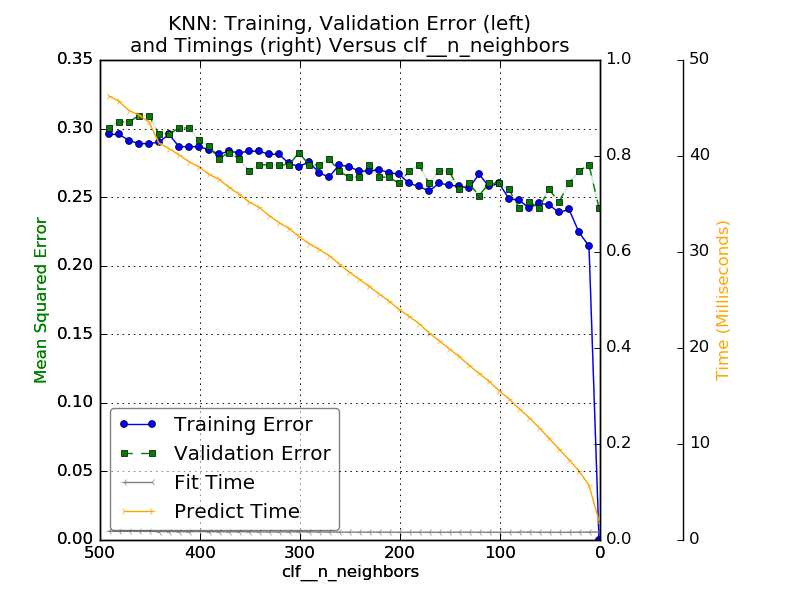 KNN: Training, Validation Error (left)
and Timings (right) Versus clf__n_neighbors
0.35
0.30
0.25
0.20
0.15
0.10
0.05
0.00
Mean Squared Error
1.0
0.8
0.6
0.4
0.2
0.0
50
40
30
20
10
0
Time (Milliseconds)
Training Error
Validation Error
Fit Time
Predict Time
500 400 300 200 100 0
clf__n_neighbors